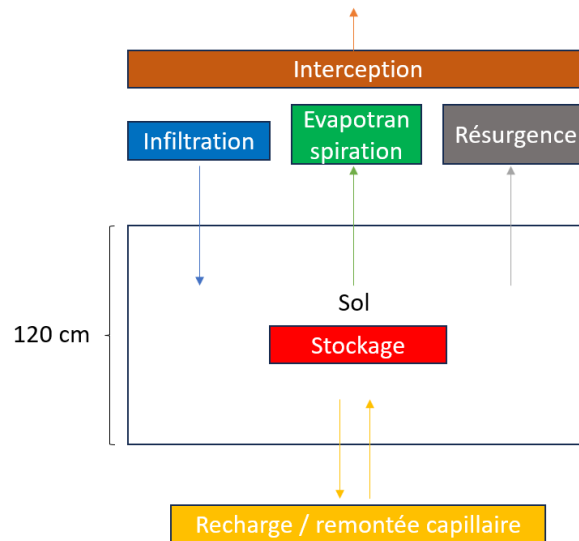 Interception
Infiltration
Evapotran
spiration
Résurgence
Sol
120 cm
Stockage
Recharge / remontée capillaire